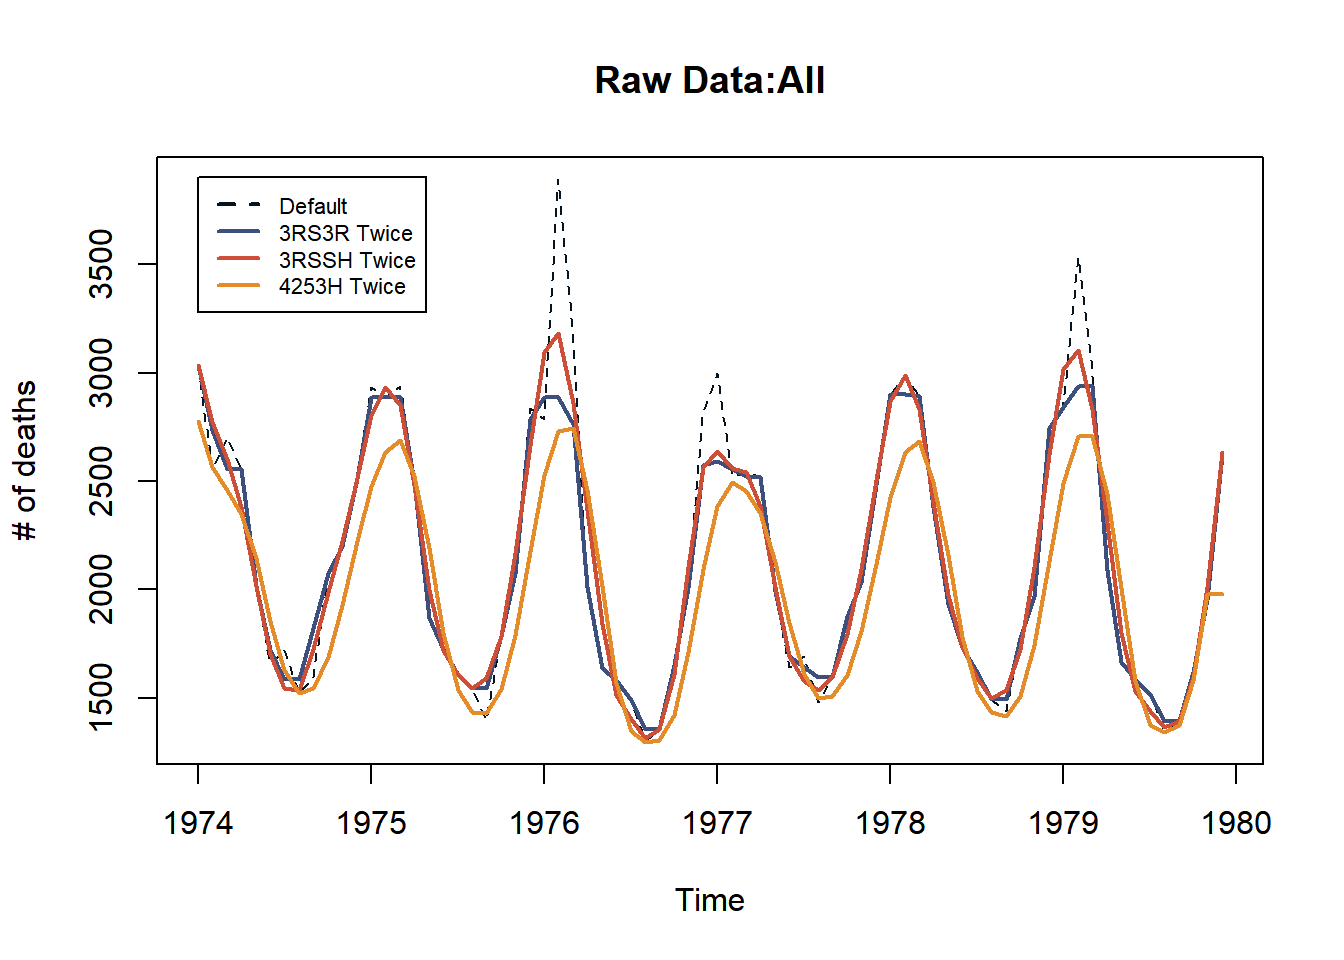 Raw Data:All
Default
3RS3R Twice
3RSSH Twice
4253H Twice
# of deaths
3500
3000
2500
2000
1500
1974 1975 1976 1977 1978 1979 1980
Time